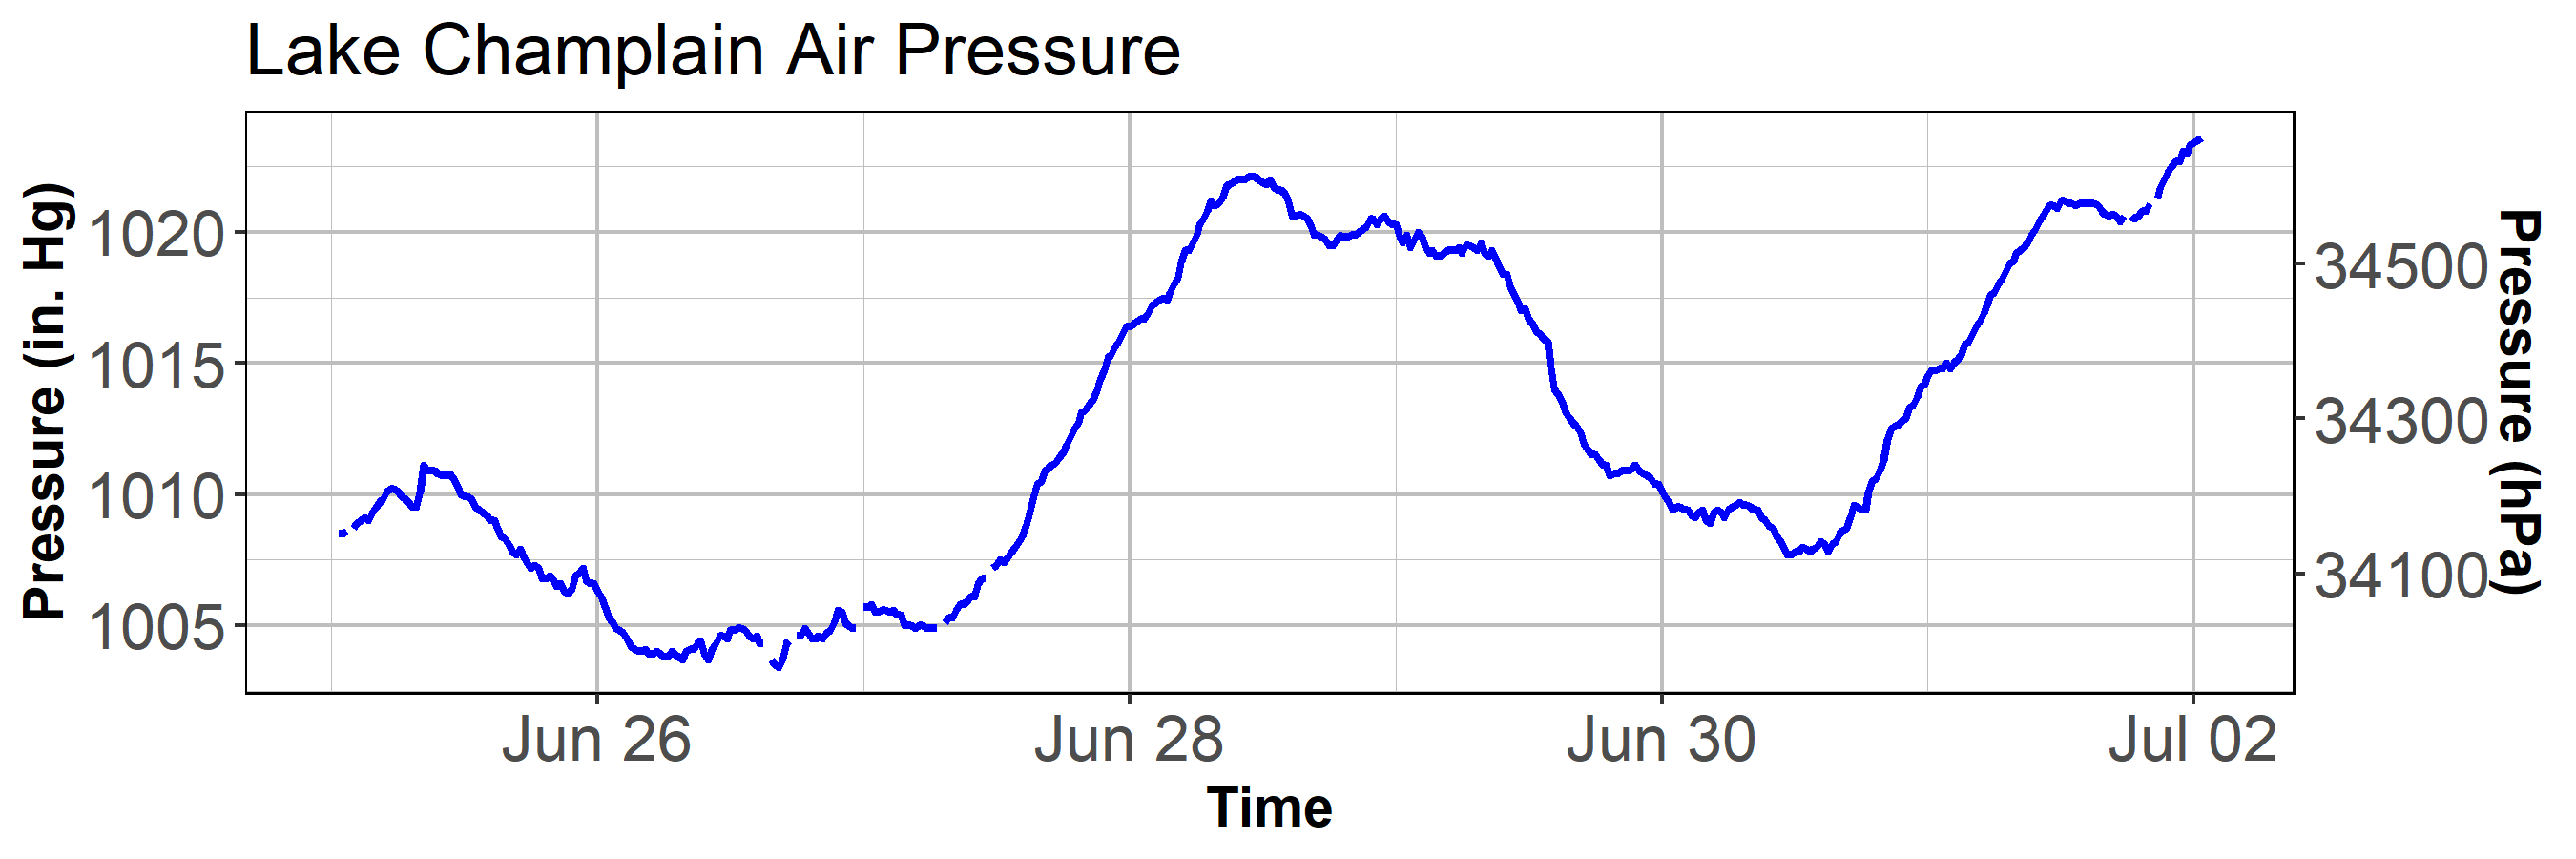 Lake Champlain Air Pressure
Pressure (in. Hg)
1020
1015
1010
1005
34500
34300
34100
Pressure (hPa)
Jun 26
Jun 28
Jun 30
Jul 02
Time